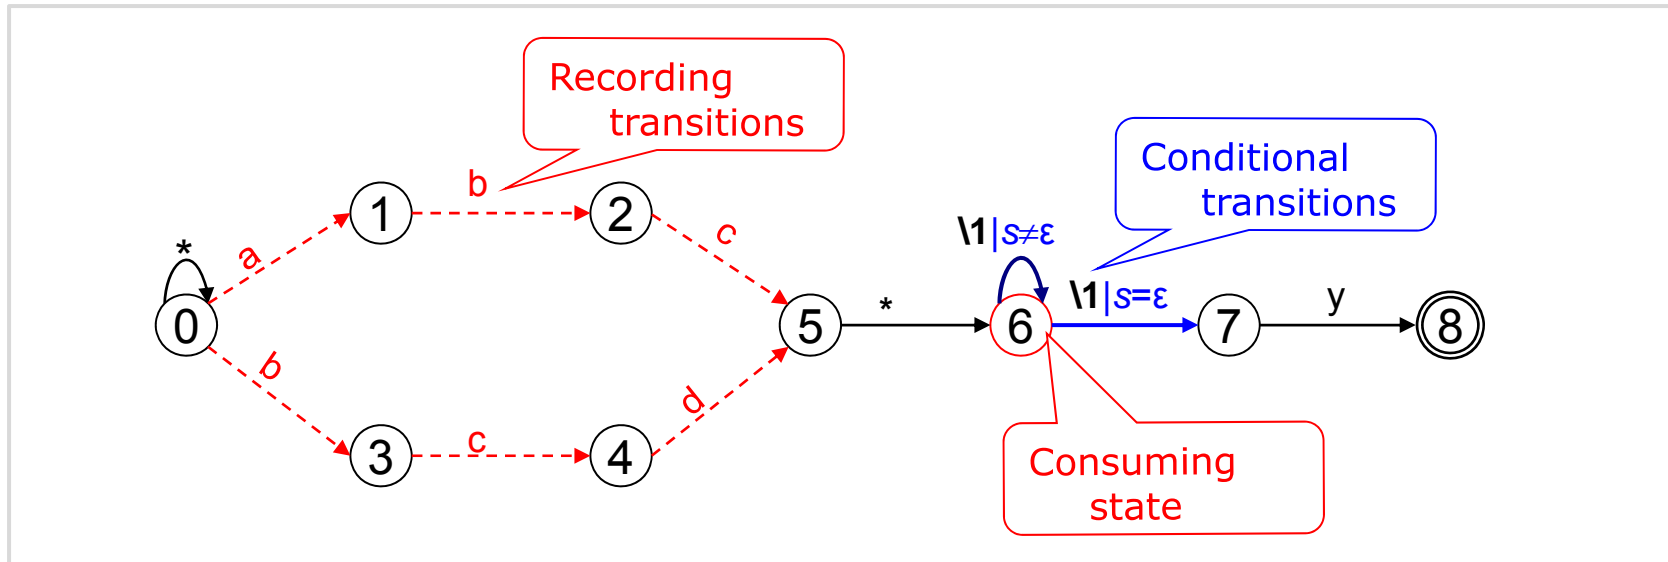 Recording
transitions
Conditional
transitions
b
1
2
*
a
c
\1|s≠ε
\1|s=ε
y
*
0
5
6
7
8
b
d
3
c
4
Consuming
state